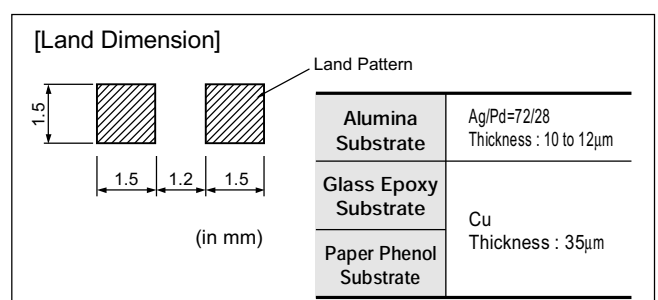 [Land Dimension]
Land Pattern
1.5
1.5
1.2
1.5
(in mm)
Alumina
Substrate
Ag/Pd=72/28
Thickness : 10 to 12μm
Glass Epoxy
Substrate
Paper Phenol
Substrate
Cu
Thickness : 35μm